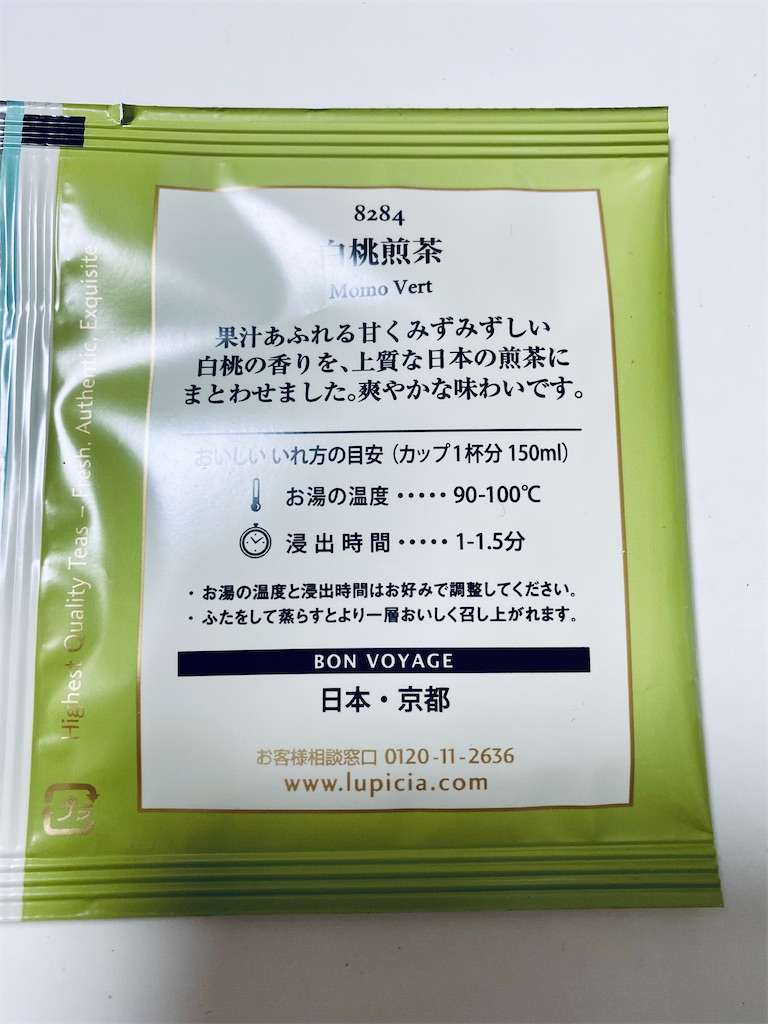 8284
白桃煎茶
Momo Vert
果汁あふれる甘くみずみずしい
白桃の香りを、上質な日本の煎茶に
まとわせました。爽やかな味わいです。
おいしいいれ方の目安（カップ1杯分 150ml）
お湯の温度・・・・・90-100℃
浸出時間・・・・・1-1.5分
・お湯の温度と浸出時間はお好みで調整してください。
・ふたをして蒸らすとより一層おいしく召し上がれます。
BON VOYAGE
日本・京都
お客様相談窓口 0120-11-2636
www.lupicia.com
Highest Quality Teas – Fresh, Authentic, Exquisite
プラ